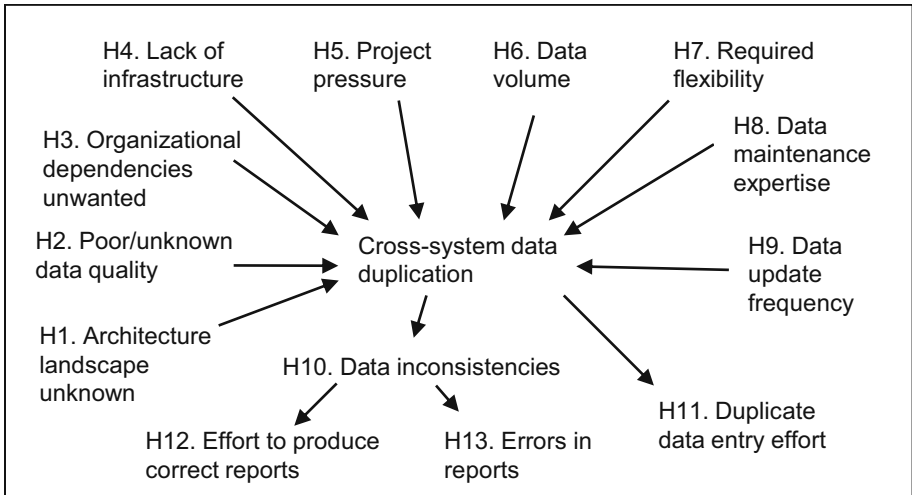 H4. Lack of
infrastructure
H5. Project
pressure
H6. Data
volume
H7. Required
flexibility
H3. Organizational
dependencies
unwanted
H8. Data
maintenance
expertise
H2. Poor/unknown
data quality
Cross-system data
duplication
H9. Data
update
frequency
H1. Architecture
landscape
unknown
H10. Data inconsistencies
H11. Duplicate
data entry effort
H12. Effort to produce
correct reports
H13. Errors in
reports